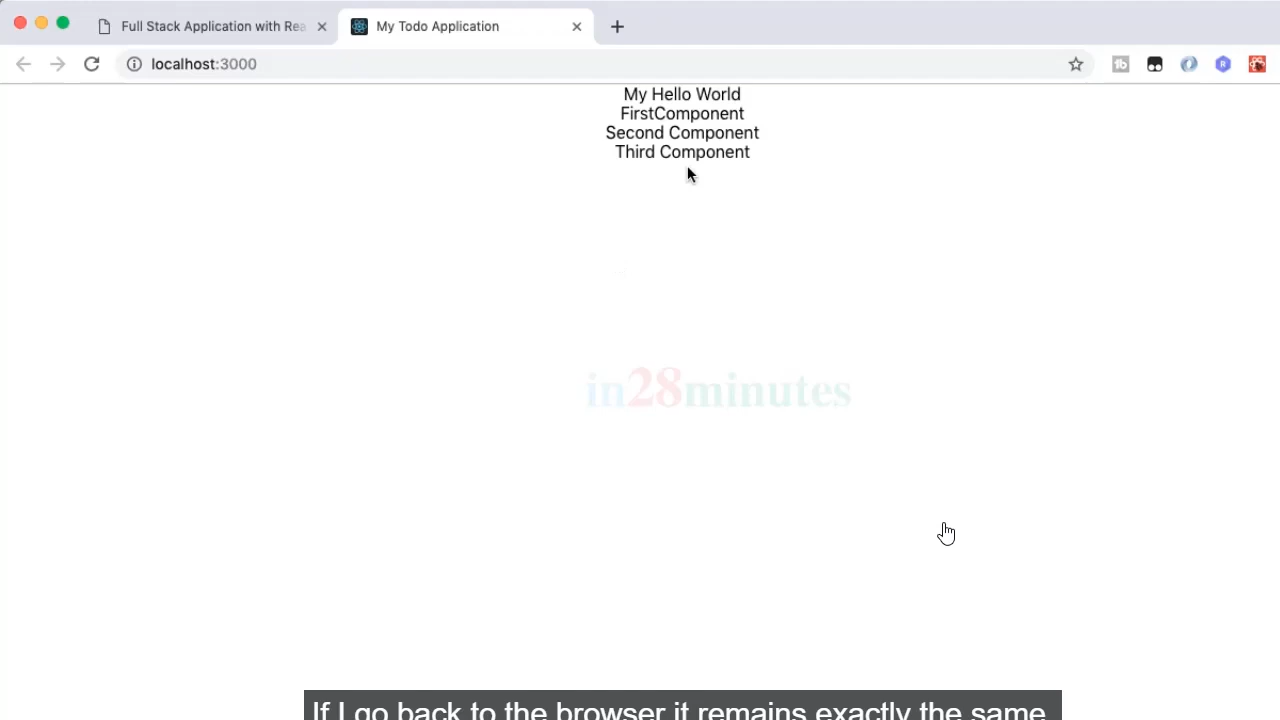 Full Stack Application with Rea
My Todo Application
localhost:3000
My Hello World
FirstComponent
Second Component
Third Component
in28minutes
If I go back to the browser it remains exactly the same